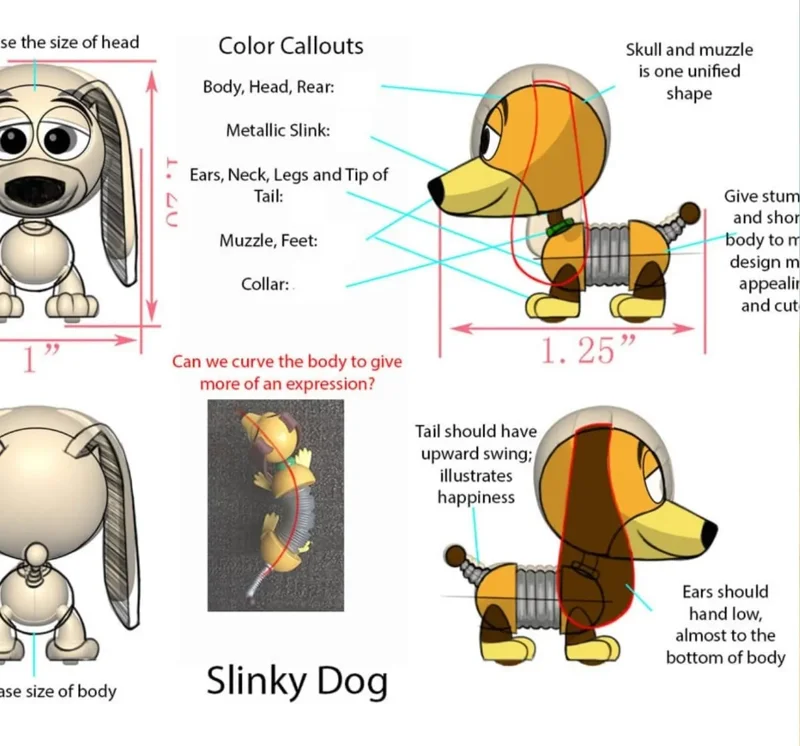 se the size of head
Color Callouts
Body, Head, Rear:
Metallic Slink:
Ears, Neck, Legs and Tip of
Tail:
Muzzle, Feet:
Collar:
Skull and muzzle
is one unified
shape
Give stum
and shor
body to m
design m
appealin
and cut
1”
1.25”
Can we curve the body to give
more of an expression?
Tail should have
upward swing;
illustrates
happiness
Ears should
hand low,
almost to the
bottom of body
ase size of body
Slinky Dog